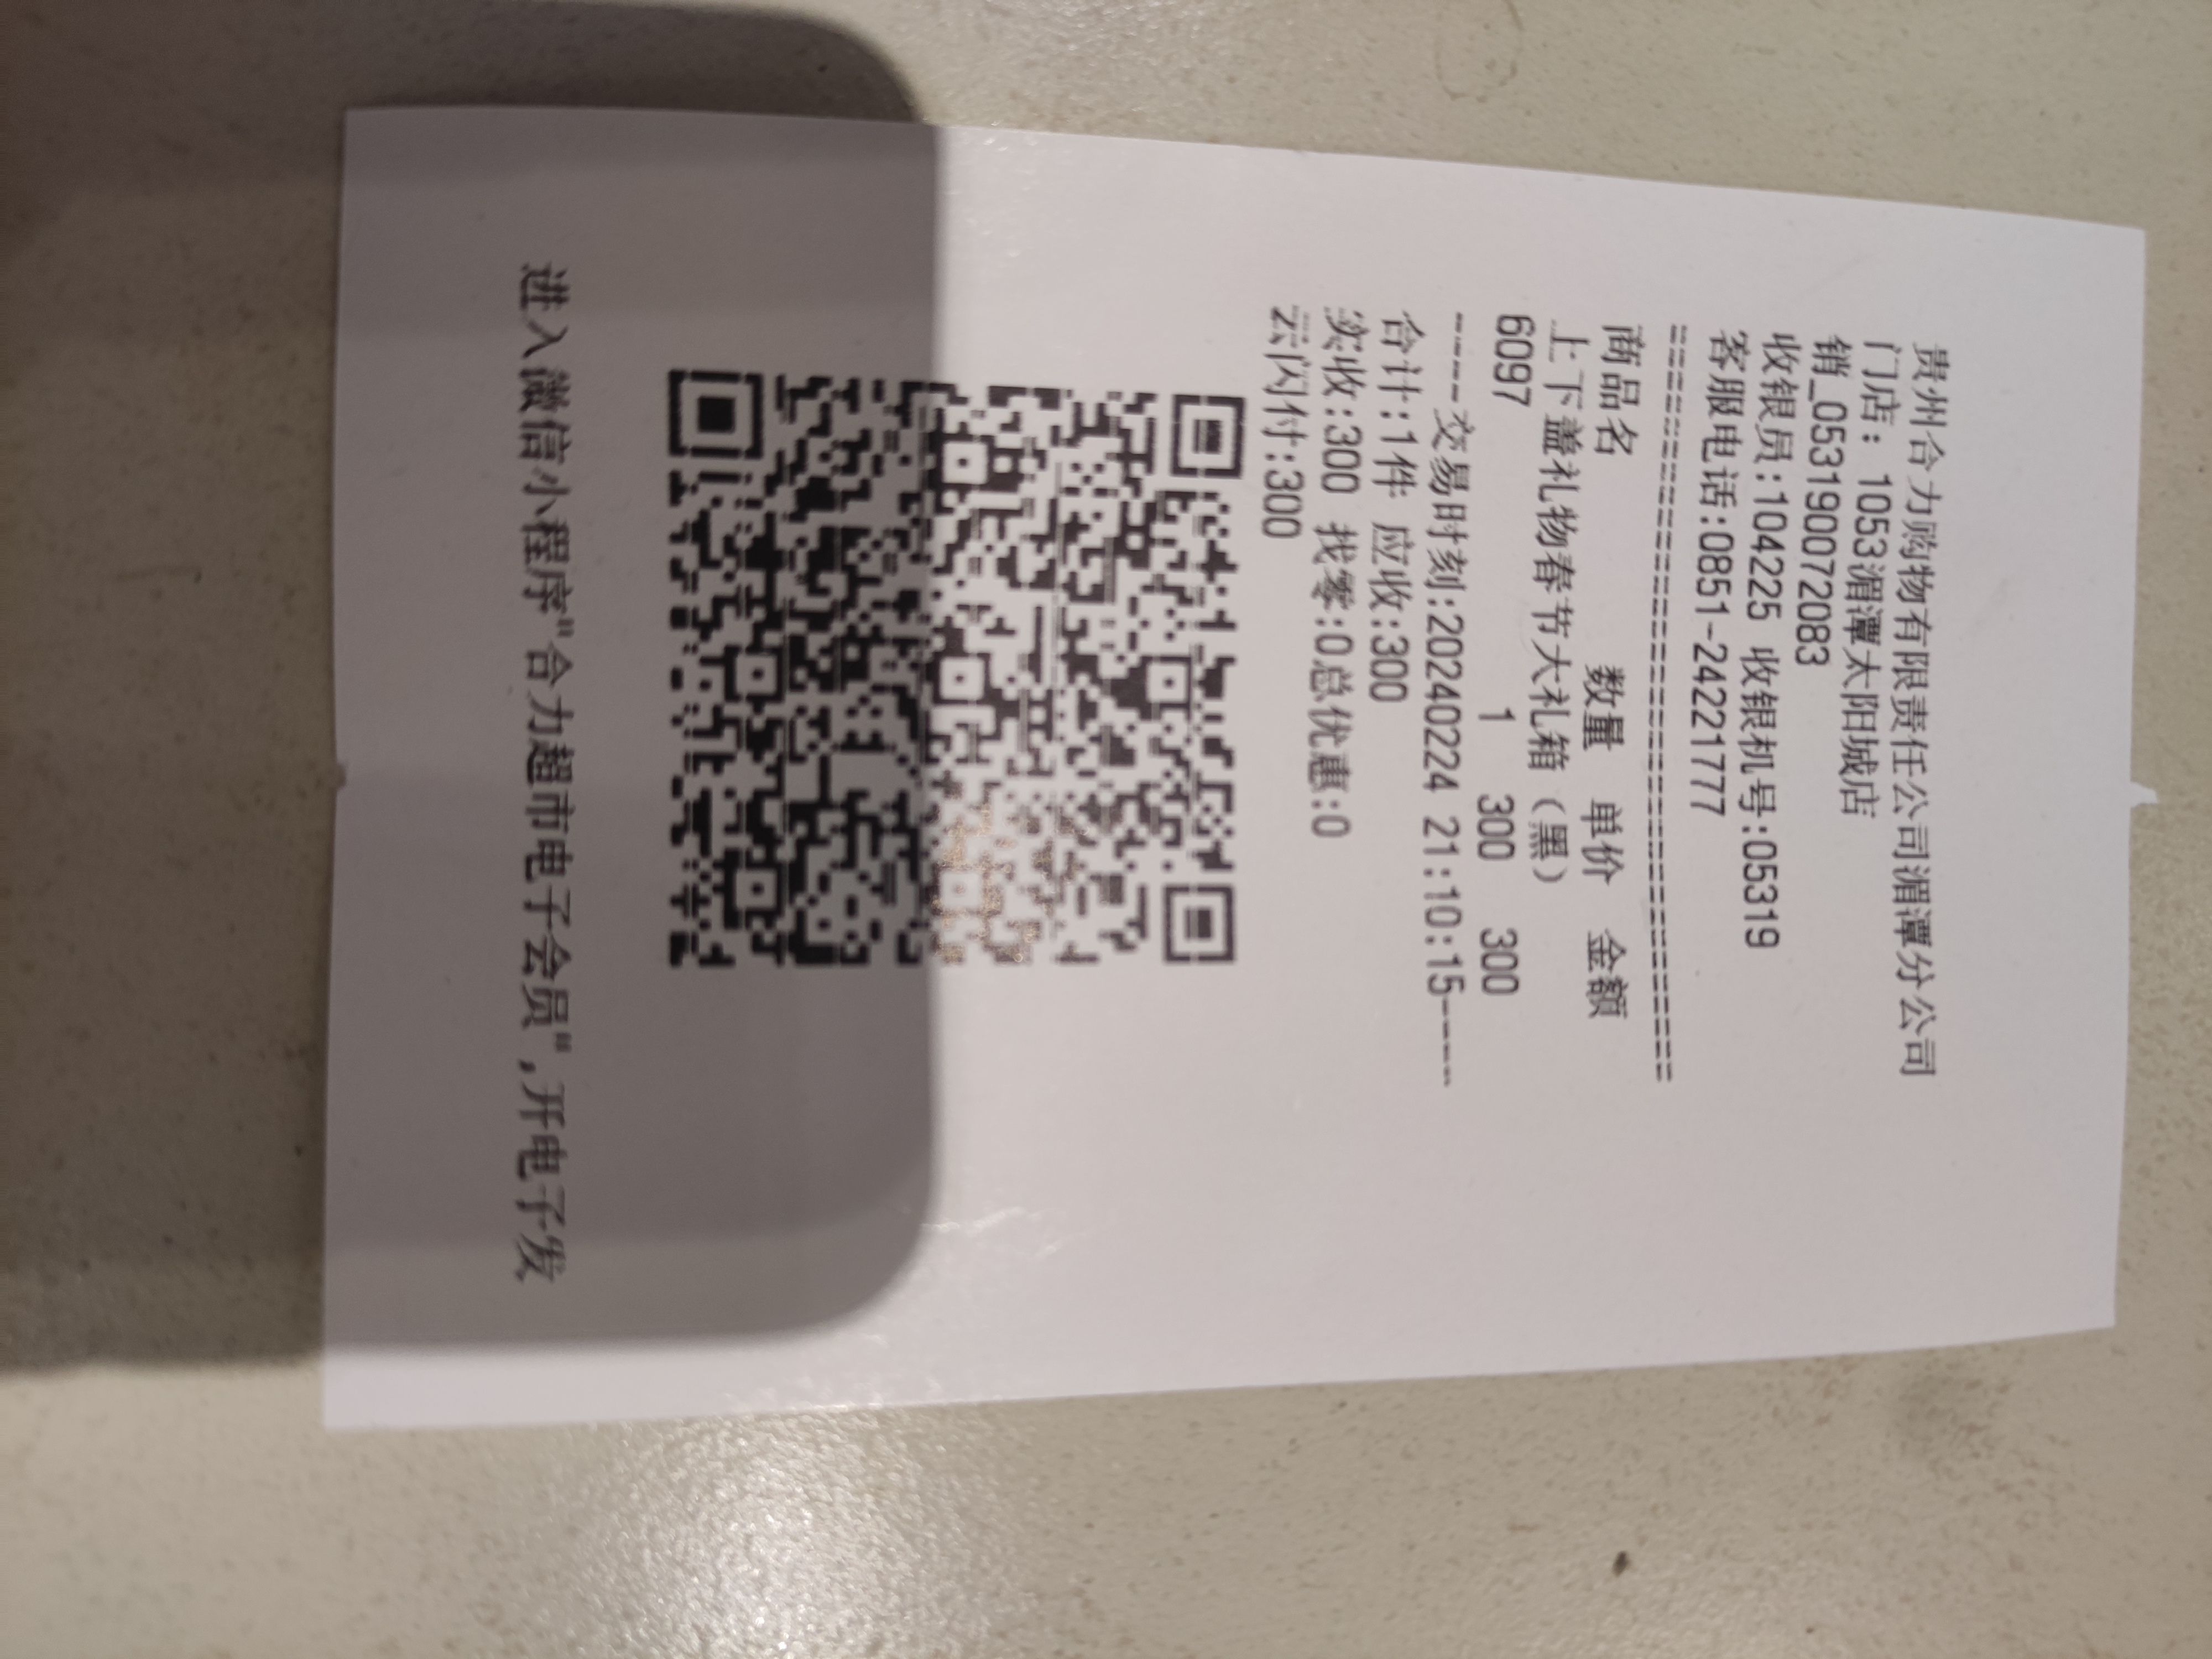 贵州合力购物有限责任公司湄潭分公司
门店: 1053湄潭太阳城店
销_053190072083
收银员:104225 收银机号:05319
客服电话:0851-24221777
==========================================
商品名 数量 单价 金额
上下盖礼物春节大礼箱(黑)
6097 1 300 300
----交易时刻:20240224 21:10:15----
合计:1件 应收:300
实收:300 找零:0总优惠:0
云闪付:300
进入微信小程序"合力超市电子会员",开电子发